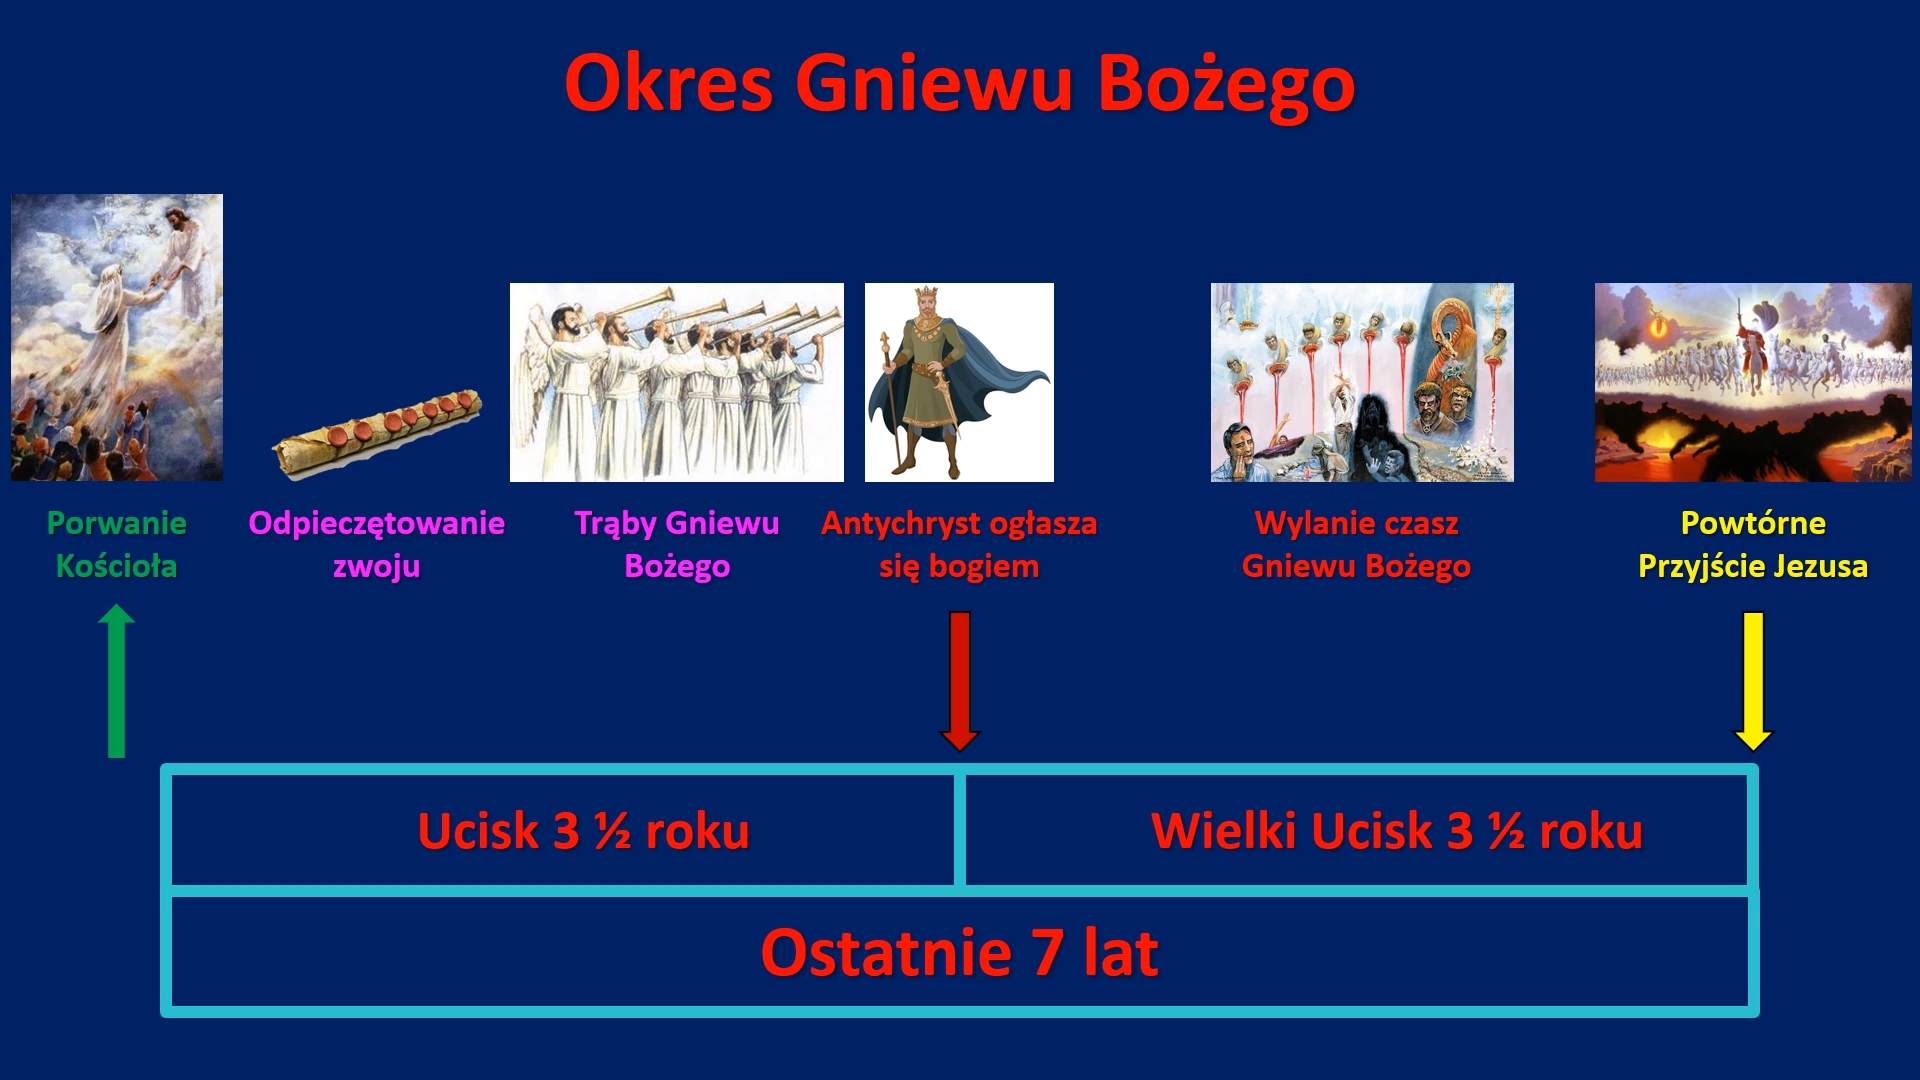 Okres Gniewu Bożego
Porwanie
Kościoła
Odpieczętowanie
zwoju
Trąby Gniewu
Bożego
Antychryst ogłasza
się bogiem
Wylanie czasz
Gniewu Bożego
Powtórne
Przyjście Jezusa
Ucisk 3 ½ roku
Wielki Ucisk 3 ½ roku
Ostatnie 7 lat